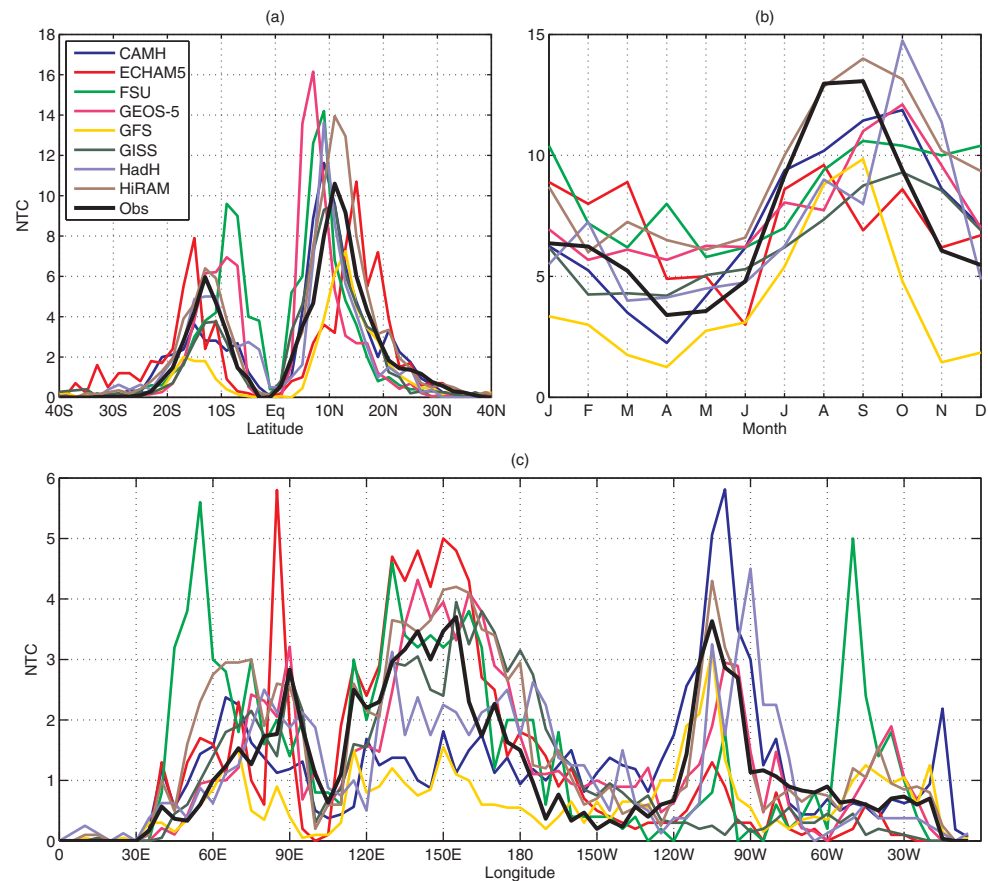 (a)
NTC
18
16
14
12
10
8
6
4
2
0
CAMH
ECHAM5
FSU
GEOS-5
GFS
GISS
HadH
HiRAM
Obs
40S 30S 20S 10S Eq 10N 20N 30N 40N
Latitude
(b)
15
10
5
0
J F M A M J J A S O N D
Month
(c)
NTC
6
5
4
3
2
1
0
0 30E 60E 90E 120E 150E 180 150W 120W 90W 60W 30W
Longitude